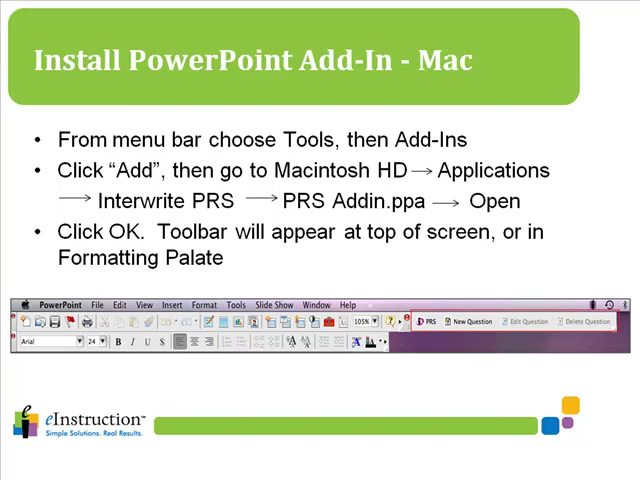 Install PowerPoint Add-In - Mac
• From menu bar choose Tools, then Add-Ins
• Click “Add”, then go to Macintosh HD → Applications
→ Interwrite PRS → PRS Addin.ppa → Open
• Click OK. Toolbar will appear at top of screen, or in
Formatting Palate
PowerPoint File Edit View Insert Format Tools Slide Show Window Help
105% PRS New Question Edit Question Delete Question
Arial 24 B I U S
eInstruction™
Simple Solutions. Real Results.